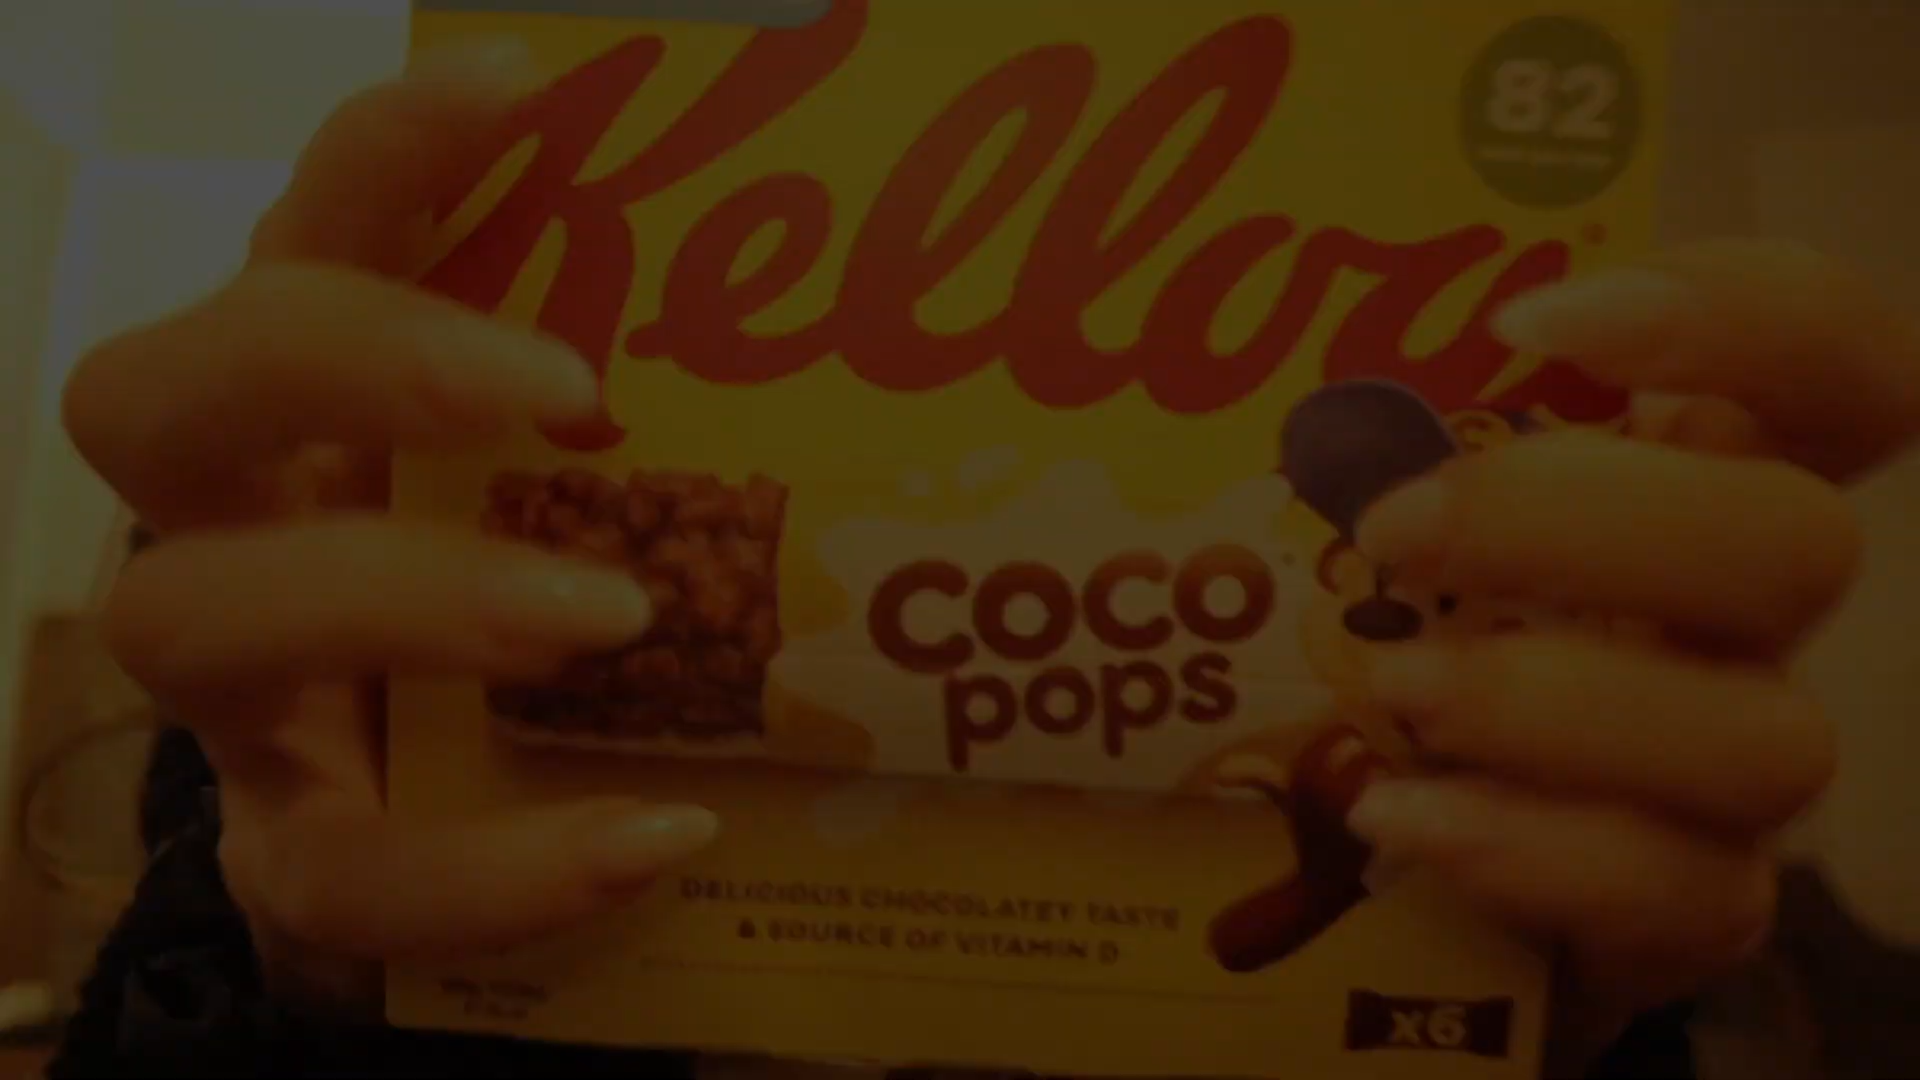 Kellogg
82
coco
pops
DELICIOUS CHOCOLATEY TASTE
& SOURCE OF VITAMIN D
x6